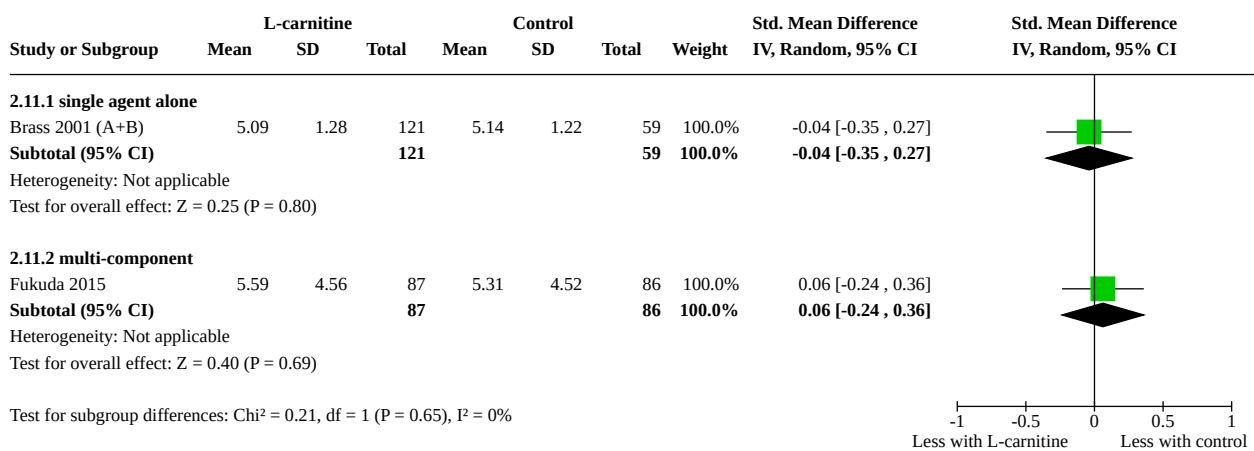 L-carnitine Control Std. Mean Difference Std. Mean Difference
Study or Subgroup Mean SD Total Mean SD Total Weight IV, Random, 95% CI IV, Random, 95% CI
2.11.1 single agent alone
Brass 2001 (A+B) 5.09 1.28 121 5.14 1.22 59 100.0% -0.04 [-0.35 , 0.27]
Subtotal (95% CI) 121 59 100.0% -0.04 [-0.35 , 0.27]
Heterogeneity: Not applicable
Test for overall effect: Z = 0.25 (P = 0.80)
2.11.2 multi-component
Fukuda 2015 5.59 4.56 87 5.31 4.52 86 100.0% 0.06 [-0.24 , 0.36]
Subtotal (95% CI) 87 86 100.0% 0.06 [-0.24 , 0.36]
Heterogeneity: Not applicable
Test for overall effect: Z = 0.40 (P = 0.69)
Test for subgroup differences: Chi² = 0.21, df = 1 (P = 0.65), I² = 0%
-1 -0.5 0 0.5 1
Less with L-carnitine Less with control